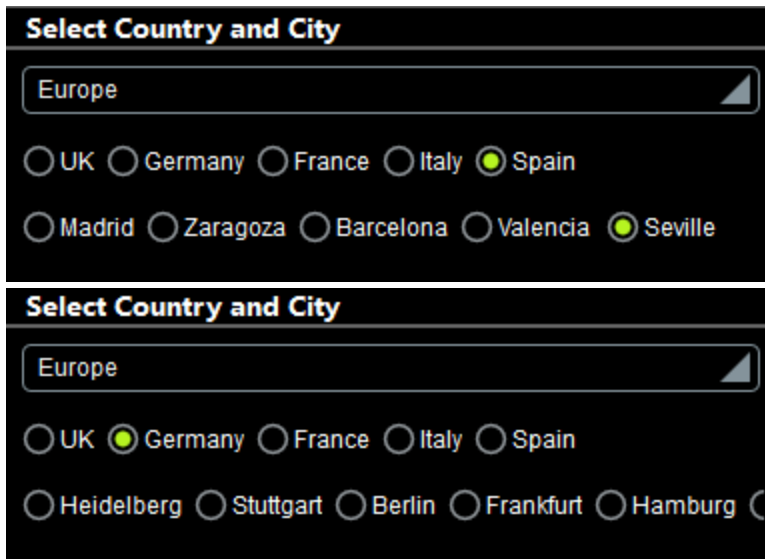 Select Country and City
Europe
UK Germany France Italy Spain
Madrid Zaragoza Barcelona Valencia Seville
Select Country and City
Europe
UK Germany France Italy Spain
Heidelberg Stuttgart Berlin Frankfurt Hamburg